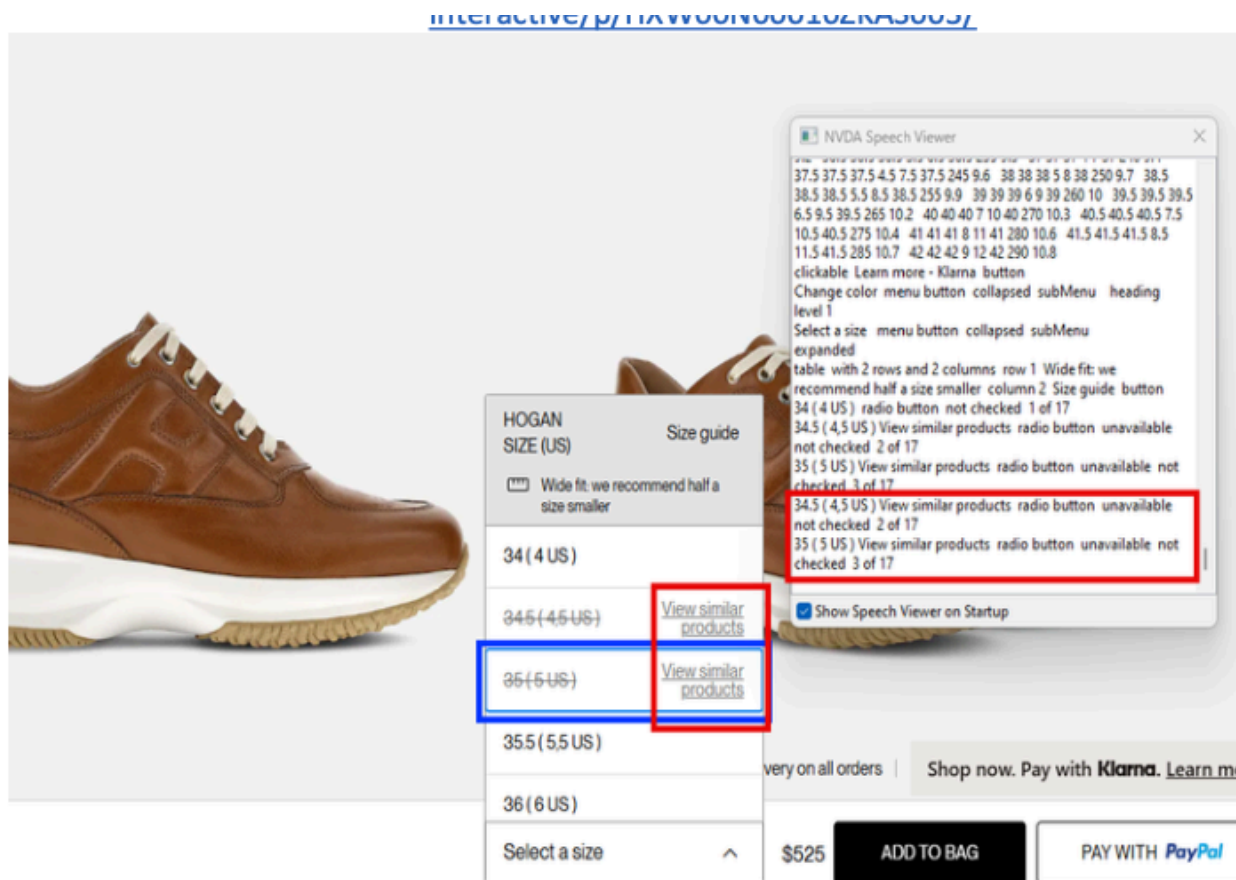 NVDA Speech Viewer
37.5 37.5 37.5 4.5 7.5 37.5 245 9.6 38 38 38 5 8 38 250 9.7 38.5
38.5 38.5 5.5 8.5 38.5 255 9.9 39 39 39 6 9 39 260 10 39.5 39.5 39.5
6.5 9.5 39.5 265 10.2 40 40 40 7 10 40 270 10.3 40.5 40.5 40.5 7.5
10.5 40.5 275 10.4 41 41 41 8 11 41 280 10.6 41.5 41.5 41.5 8.5
11.5 41.5 285 10.7 42 42 42 9 12 42 290 10.8
clickable Learn more - Klarna button
Change color menu button collapsed subMenu heading
level 1
Select a size menu button collapsed subMenu
expanded
table with 2 rows and 2 columns row 1 Wide fit: we
recommend half a size smaller column 2 Size guide button
34 ( 4 US ) radio button not checked 1 of 17
34.5 ( 4,5 US ) View similar products radio button unavailable
not checked 2 of 17
35 ( 5 US ) View similar products radio button unavailable not
checked 3 of 17
34.5 ( 4,5 US ) View similar products radio button unavailable
not checked 2 of 17
35 ( 5 US ) View similar products radio button unavailable not
checked 3 of 17
Show Speech Viewer on Startup
HOGAN
SIZE (US)
Size guide
Wide fit: we recommend half a
size smaller
34 ( 4 US )
34.5 ( 4,5 US )
View similar
products
35 ( 5 US )
View similar
products
35.5 ( 5,5 US )
36 ( 6 US )
Select a size
very on all orders
Shop now. Pay with Klarna. Learn
$525
ADD TO BAG
PAY WITH PayPal